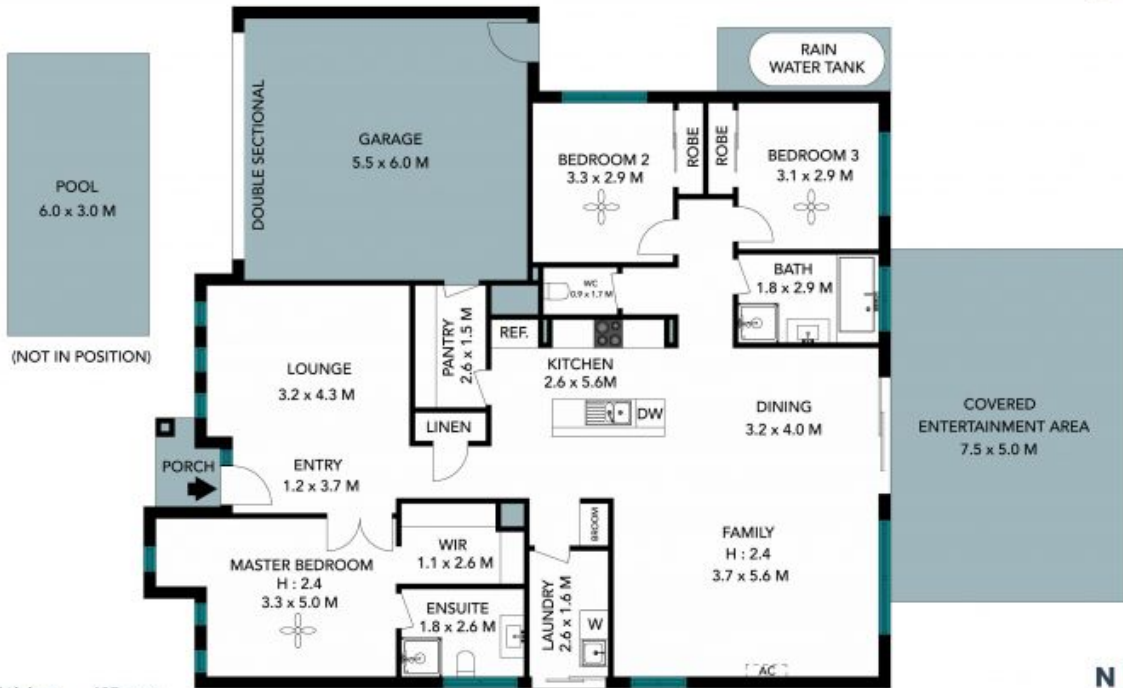 RAIN
WATER TANK
DOUBLE SECTIONAL
GARAGE
5.5 x 6.0 M
POOL
6.0 x 3.0 M
(NOT IN POSITION)
BEDROOM 2
3.3 x 2.9 M
ROBE
ROBE
BEDROOM 3
3.1 x 2.9 M
WC
0.9 x 1.7 M
BATH
1.8 x 2.9 M
PANTRY
2.6 x 1.5 M
REF.
LOUNGE
3.2 x 4.3 M
KITCHEN
2.6 x 5.6M
DW
DINING
3.2 x 4.0 M
COVERED
ENTERTAINMENT AREA
7.5 x 5.0 M
LINEN
PORCH
ENTRY
1.2 x 3.7 M
BROOM
FAMILY
H : 2.4
3.7 x 5.6 M
WIR
1.1 x 2.6 M
MASTER BEDROOM
H : 2.4
3.3 x 5.0 M
ENSUITE
1.8 x 2.6 M
LAUNDRY
2.6 x 1.6 M
W
AC
N